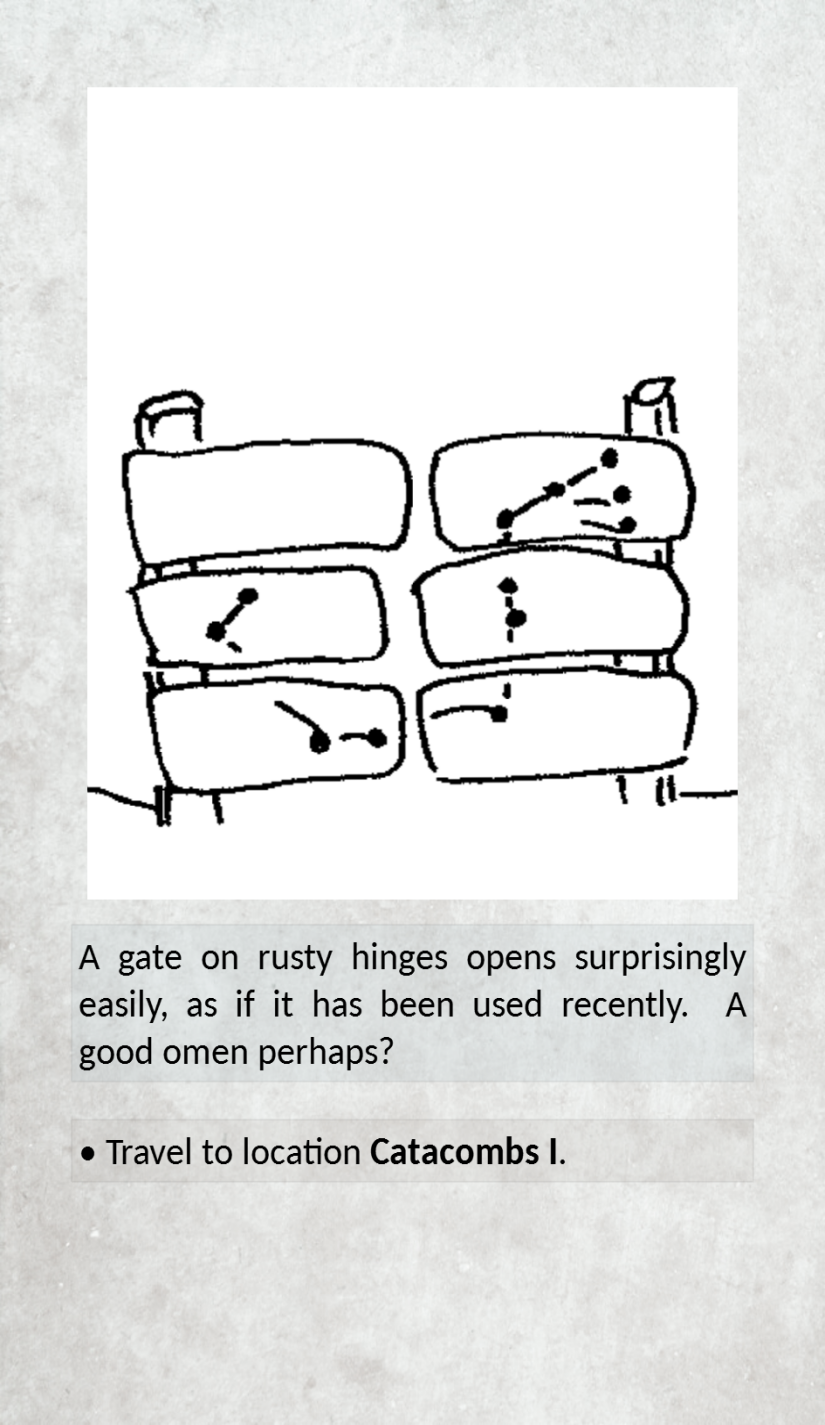 A gate on rusty hinges opens surprisingly
easily, as if it has been used recently.  A
good omen perhaps?
• Travel to location Catacombs I.